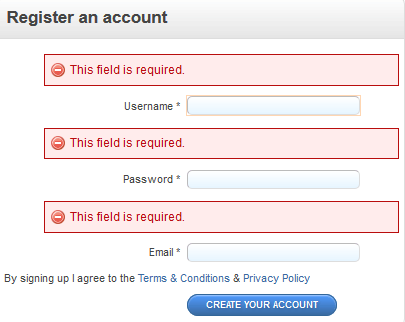 Register an account
This field is required.
Username *
This field is required.
Password *
This field is required.
Email *
By signing up I agree to the Terms & Conditions & Privacy Policy
CREATE YOUR ACCOUNT